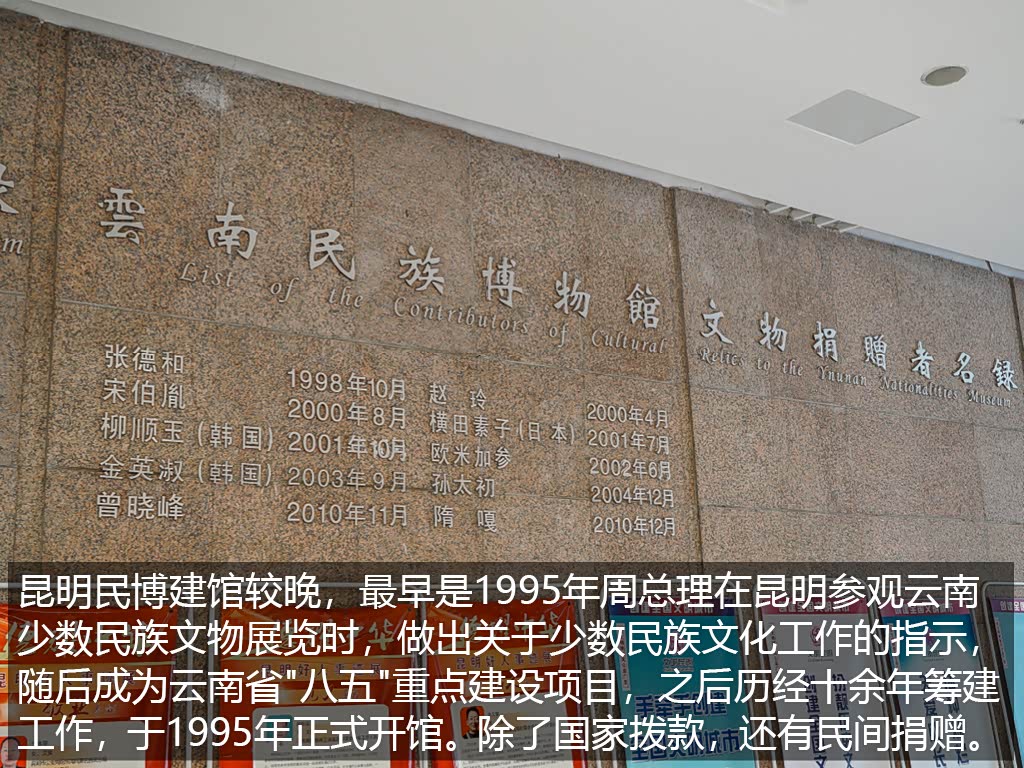 雲南民族博物館 文物捐贈者名録
List of the Contributors of Cultural Relics to the Ynunan Nationalities Museum
um
张德和 1998年10月 赵玲 2000年4月
宋伯胤 2000年8月 横田素子(日本) 2001年7月
柳顺玉(韩国) 2001年10月 欧米加参 2002年6月
金英淑(韩国) 2003年9月 孙太初 2004年12月
曾晓峰 2010年11月 隋嘎 2010年12月
昆明民博建馆较晚，最早是1995年周总理在昆明参观云南
少数民族文物展览时，做出关于少数民族文化工作的指示，
随后成为云南省"八五"重点建设项目，之后历经十余年筹建
工作，于1995年正式开馆。除了国家拨款，还有民间捐赠。